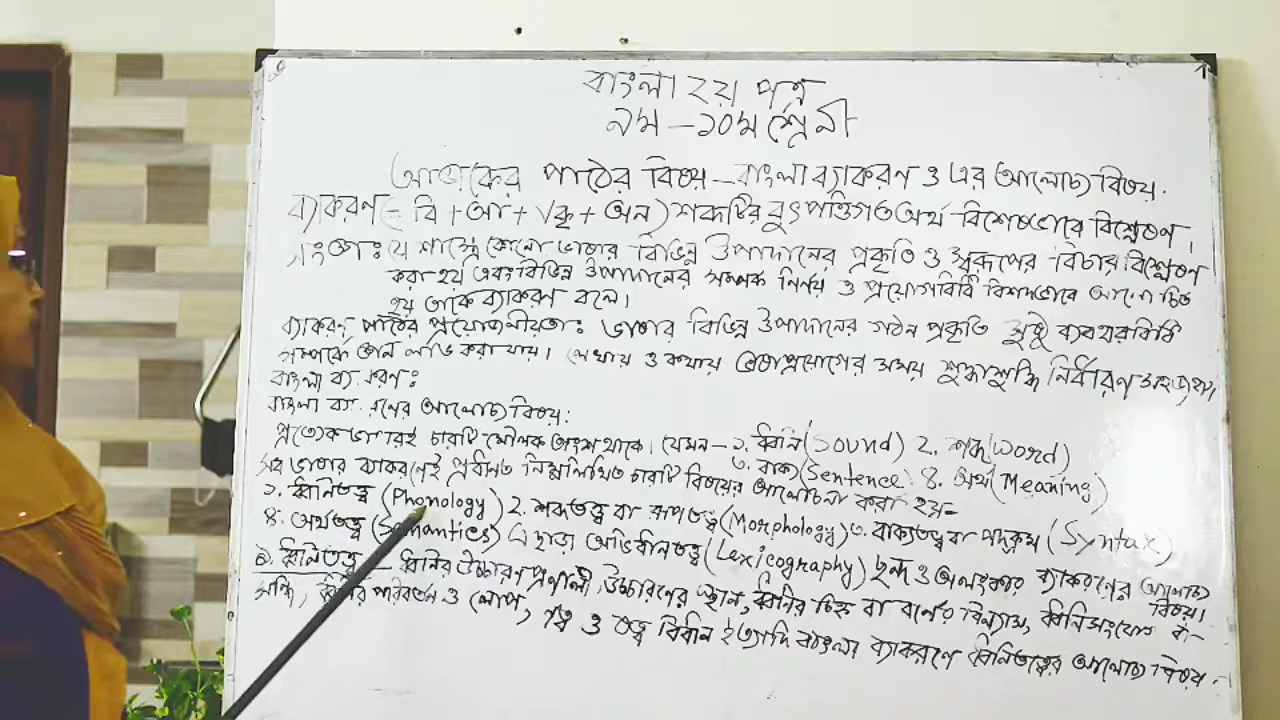 বাংলা ২য় পত্র
৯ম – ১০ম শ্রেনী
আজকের পাঠের বিষয় – বাংলা ব্যাকরণ ও এর আলোচ্য বিষয়.
ব্যাকরণ (= বি + আ + √কৃ + অন) শব্দটির বুৎপত্তিগত অর্থ বিশেষভাবে বিশ্লেষণ।
সংজ্ঞা: যে শাস্ত্রে কোনো ভাষার বিভিন্ন উপাদানের প্রকৃতি ও স্বরূপের বিচার বিশ্লেষণ
করা হয় এবং বিভিন্ন উপাদানের সম্পর্ক নির্ণয় ও প্রয়োগবিধি বিশদভাবে আলোচিত
হয় তাকে ব্যাকরণ বলে।
ব্যাকরণ পাঠের প্রয়োজনীয়তা: ভাষার বিভিন্ন উপাদানের গঠন প্রকৃতি সুষ্ঠু ব্যবহারবিধি
সম্পর্কে জ্ঞান লাভ করা যায়। লেখায় ও কথায় প্রয়োগের সময় শুদ্ধাশুদ্ধি নির্ধারণ সহজ হয়।
বাংলা ব্যাকরণ:
বাংলা ব্যাকরণের আলোচ্য বিষয়:
প্রত্যেক ভাষারই চারটি মৌলিক অংশ থাকে। যেমন – ১. ধ্বনি (Sound) ২. শব্দ (Word)
৩. বাক্য (Sentence) ৪. অর্থ (Meaning)
সব ভাষার ব্যাকরণেই প্রধানত নিম্নলিখিত চারটি বিষয়ের আলোচনা করা হয়=
১. ধ্বনিতত্ত্ব (Phonology) ২. শব্দতত্ত্ব বা রূপতত্ত্ব (Morphology) ৩. বাক্যতত্ত্ব বা পদক্রম (Syntax)
৪. অর্থতত্ত্ব (Semantics) এ ছাড়া অভিধানতত্ত্ব (Lexicography) ছন্দ ও অলংকার ব্যাকরণের আলোচ্য বিষয়।
ধ্বনিতত্ত্ব – ধ্বনির উচ্চারণ প্রণালী, উচ্চারণের স্থান, ধ্বনির চিহ্ন বা বর্ণের বিন্যাস, ধ্বনিসংযোগ বা-
সন্ধি, ধ্বনির পরিবর্তন ও লোপ, ণত্ব ও ষত্ব বিধান ইত্যাদি বাংলা ব্যাকরণে ধ্বনিতত্ত্বের আলোচ্য বিষয়.